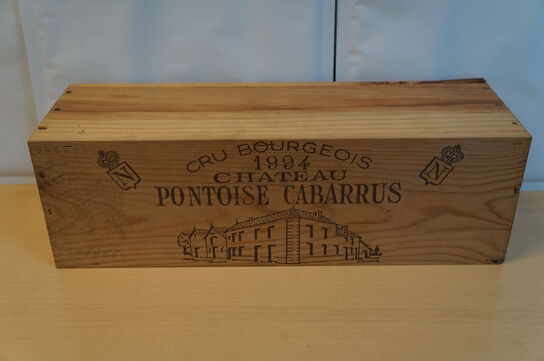 CRU BOURGEOIS
1994
CHATEAU
PONTOISE CABARRUS
N
N